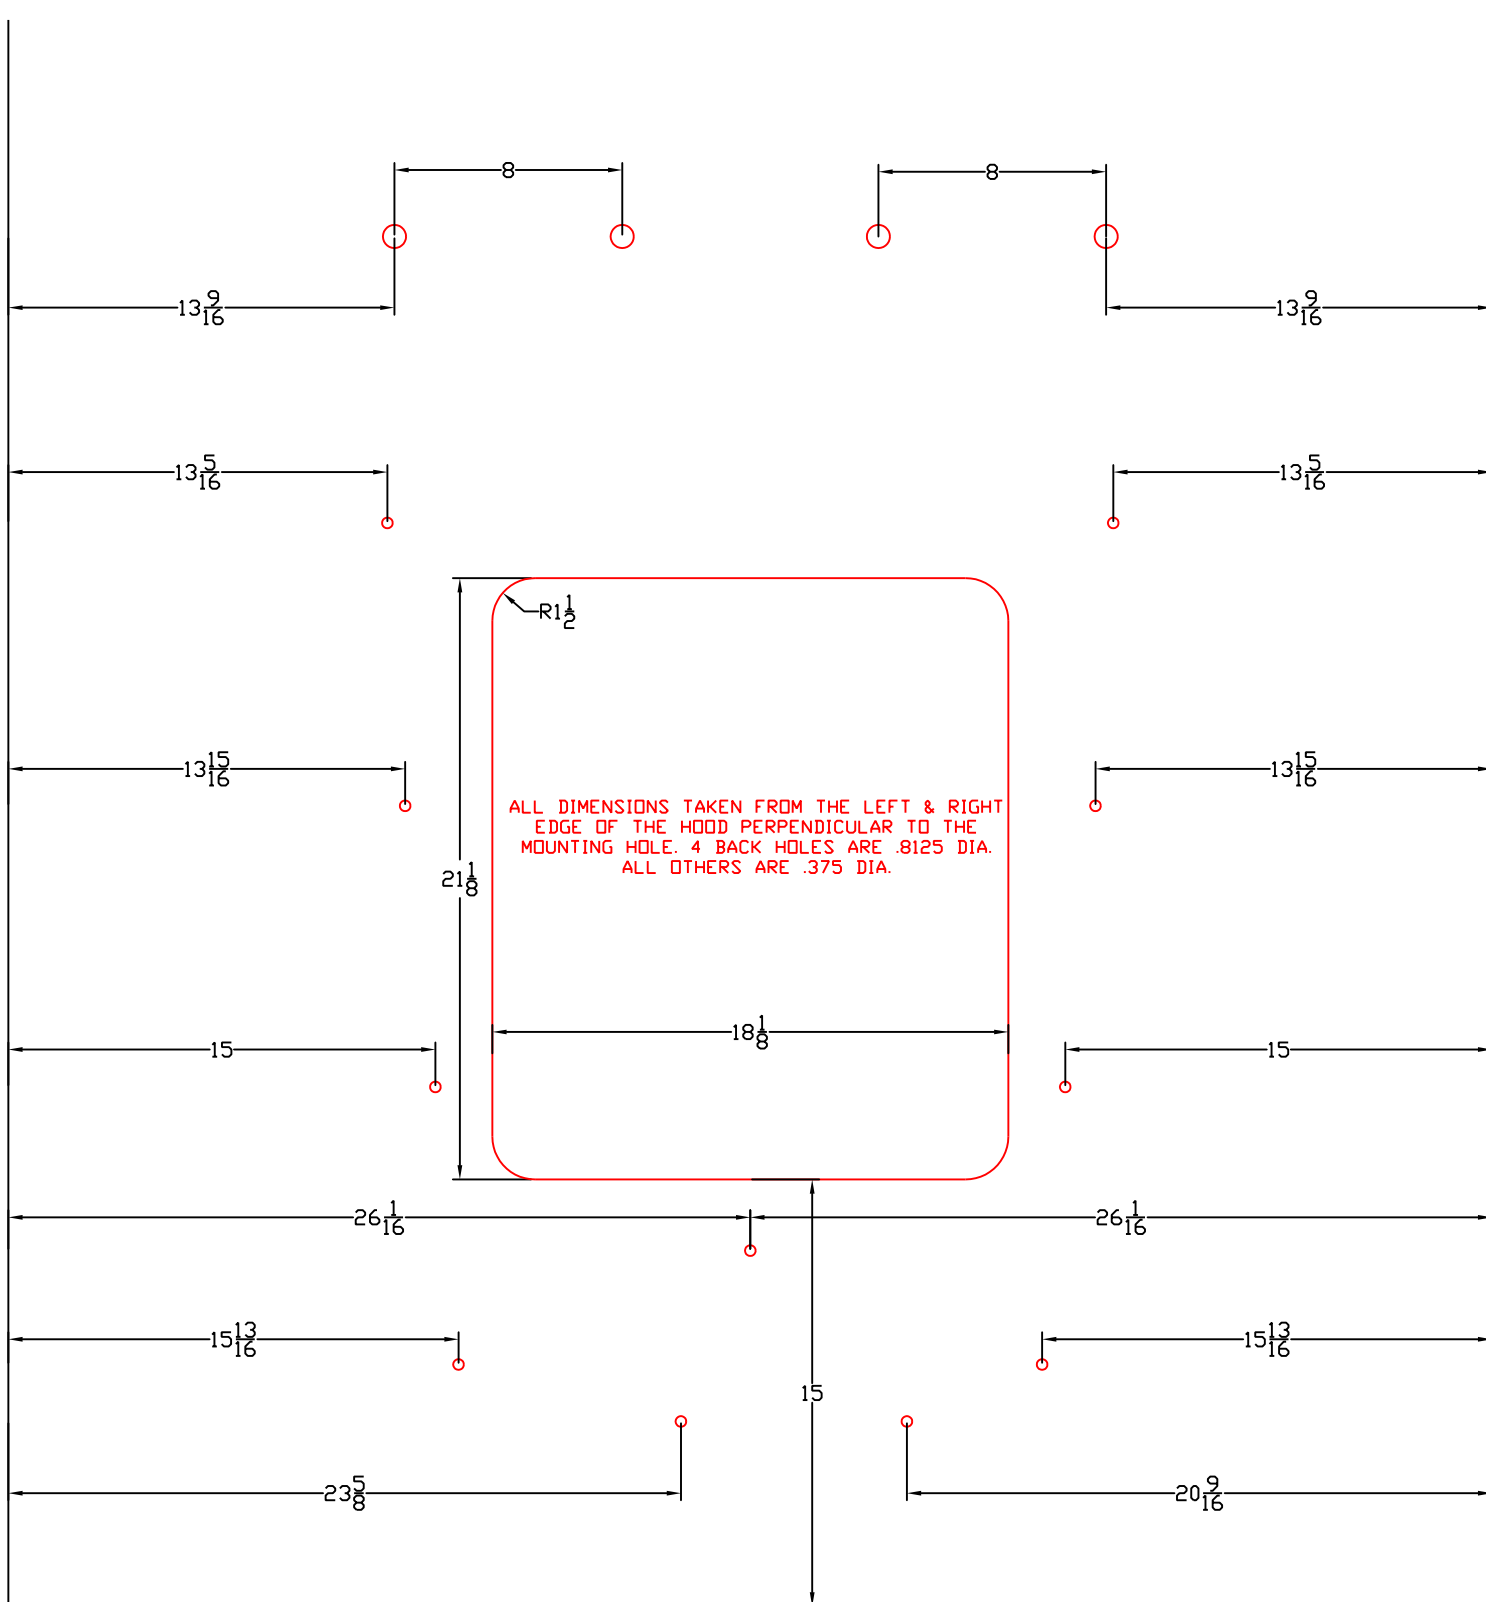 8 8
13 9/16 13 9/16
13 5/16 13 5/16
R1 1/2
13 15/16 13 15/16
ALL DIMENSIONS TAKEN FROM THE LEFT & RIGHT
EDGE OF THE HOOD PERPENDICULAR TO THE
MOUNTING HOLE. 4 BACK HOLES ARE .8125 DIA.
ALL OTHERS ARE .375 DIA.
21 1/8
18 1/8
15 15
26 1/16 26 1/16
15 13/16 15 13/16
15
23 5/8 20 9/16